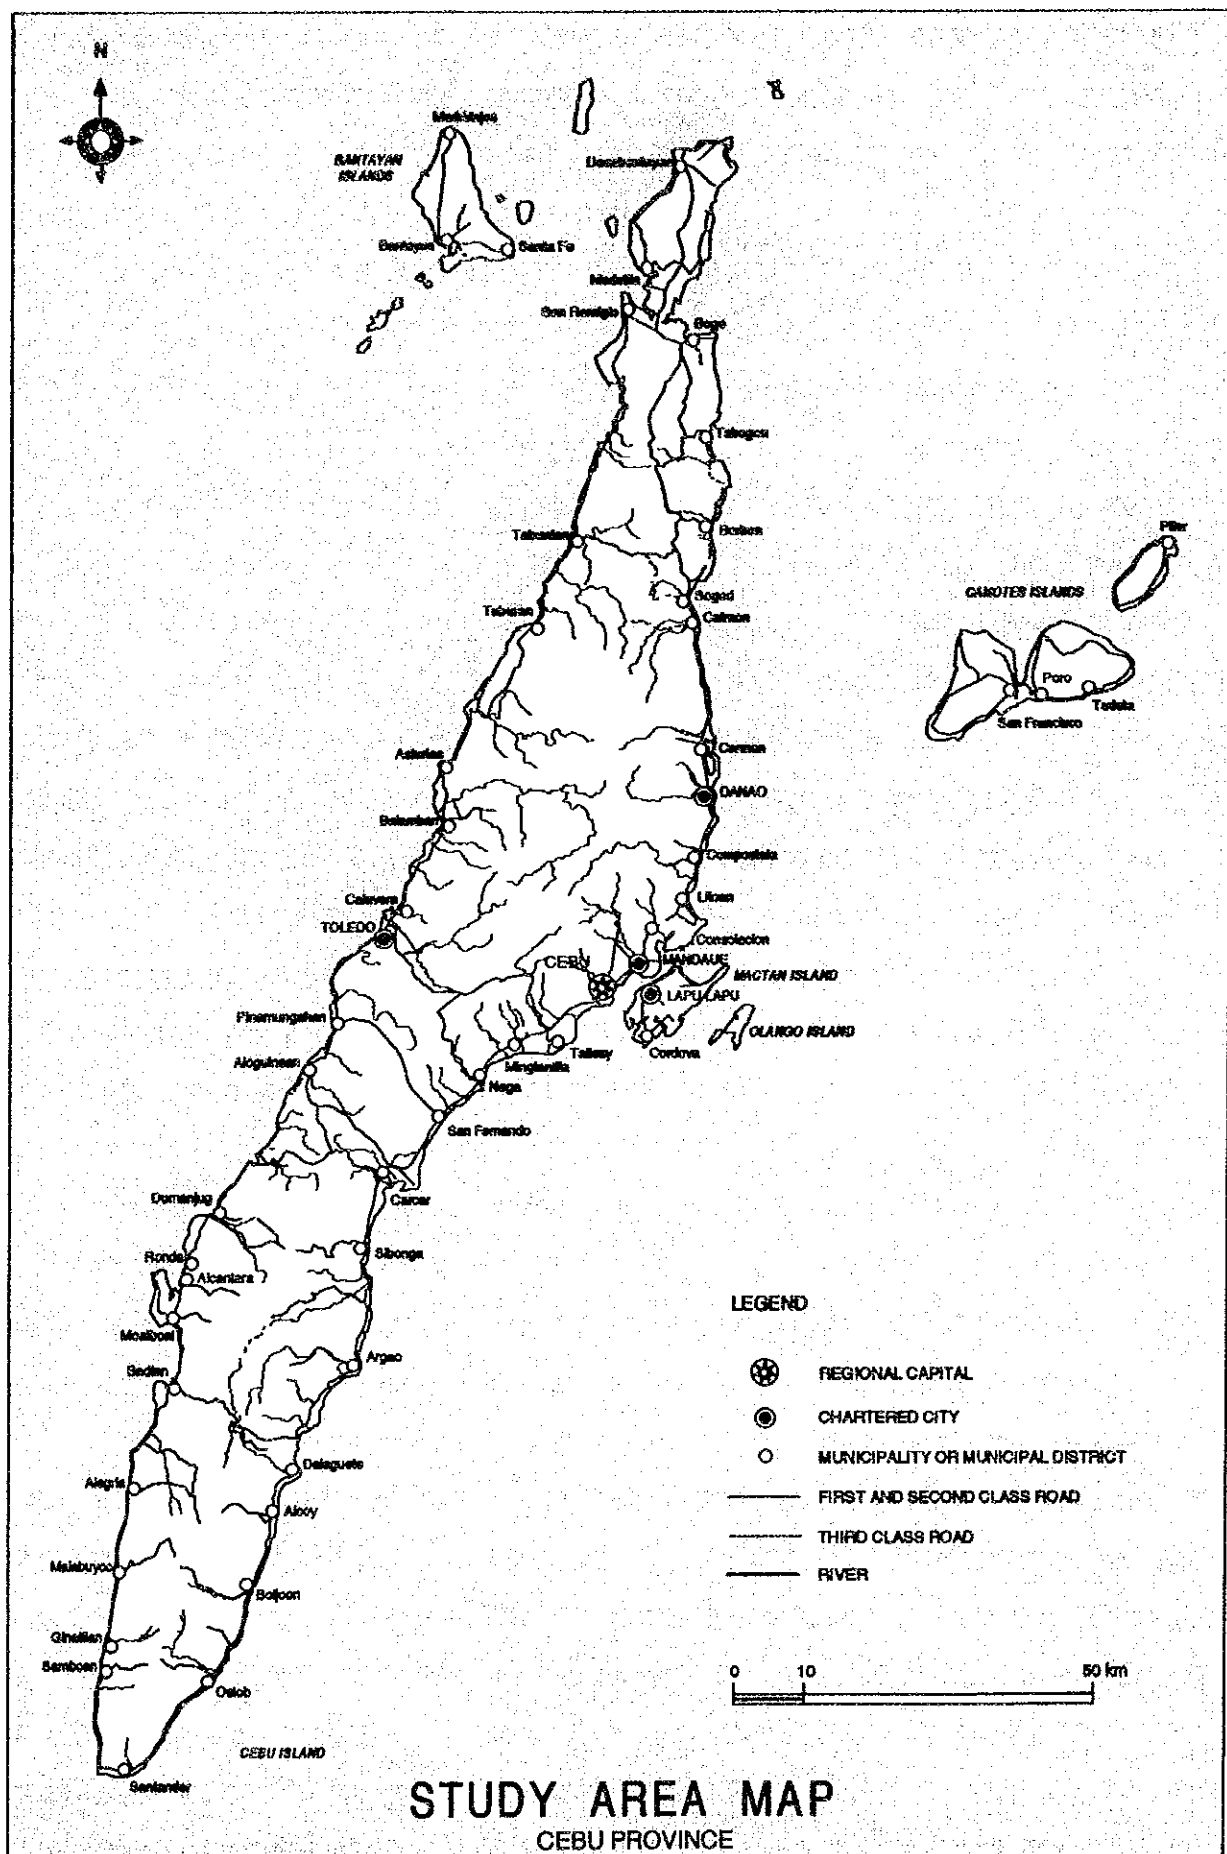 N
BANTAYAN
ISLANDS
Bantayan
Santa Fe
Medellin
San Remigio
Bogo
Tabogon
Borbon
Pilar
CAMOTES ISLANDS
Sogod
Catmon
Tuburan
Poro
Tudela
San Francisco
Carmen
Asturias
DANAO
Balamban
Compostela
Liloan
TOLEDO
Consolacion
CEBU
MANDAUE
MACTAN ISLAND
LAPU-LAPU
OLANGO ISLAND
Pinamungahan
Cordova
Talisay
Aloguinsan
Minglanilla
Naga
San Fernando
Carcar
Dumanjug
Sibonga
Ronda
Alcantara
Moalboal
Argao
Badian
Dalaguete
Alegria
Alcoy
Malabuyoc
Boljoon
Ginatilan
Samboan
Oslob
CEBU ISLAND
Santander
LEGEND
REGIONAL CAPITAL
CHARTERED CITY
MUNICIPALITY OR MUNICIPAL DISTRICT
FIRST AND SECOND CLASS ROAD
THIRD CLASS ROAD
RIVER
0 10 50 km
STUDY AREA MAP
CEBU PROVINCE